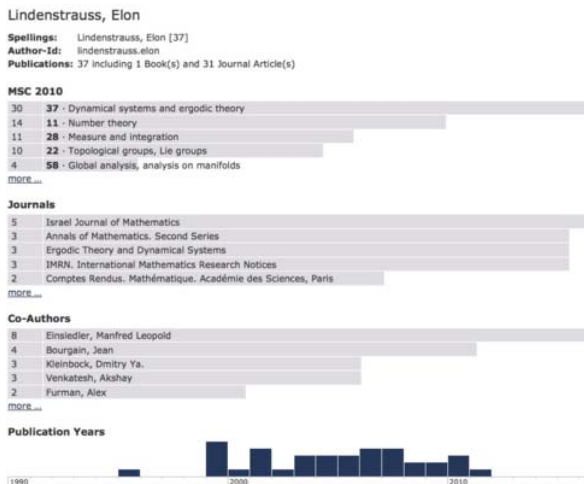 Lindenstrauss, Elon
Spellings: Lindenstrauss, Elon [37]
Author-Id: lindenstrauss.elon
Publications: 37 including 1 Book(s) and 31 Journal Article(s)
MSC 2010
30 37 · Dynamical systems and ergodic theory
14 11 · Number theory
11 28 · Measure and integration
10 22 · Topological groups, Lie groups
4 58 · Global analysis, analysis on manifolds
more ...
Journals
5 Israel Journal of Mathematics
3 Annals of Mathematics. Second Series
3 Ergodic Theory and Dynamical Systems
3 IMRN. International Mathematics Research Notices
2 Comptes Rendus. Mathématique. Académie des Sciences, Paris
more ...
Co-Authors
8 Einsiedler, Manfred Leopold
4 Bourgain, Jean
3 Kleinbock, Dmitry Ya.
3 Venkatesh, Akshay
2 Furman, Alex
more ...
Publication Years
1990 2000 2010